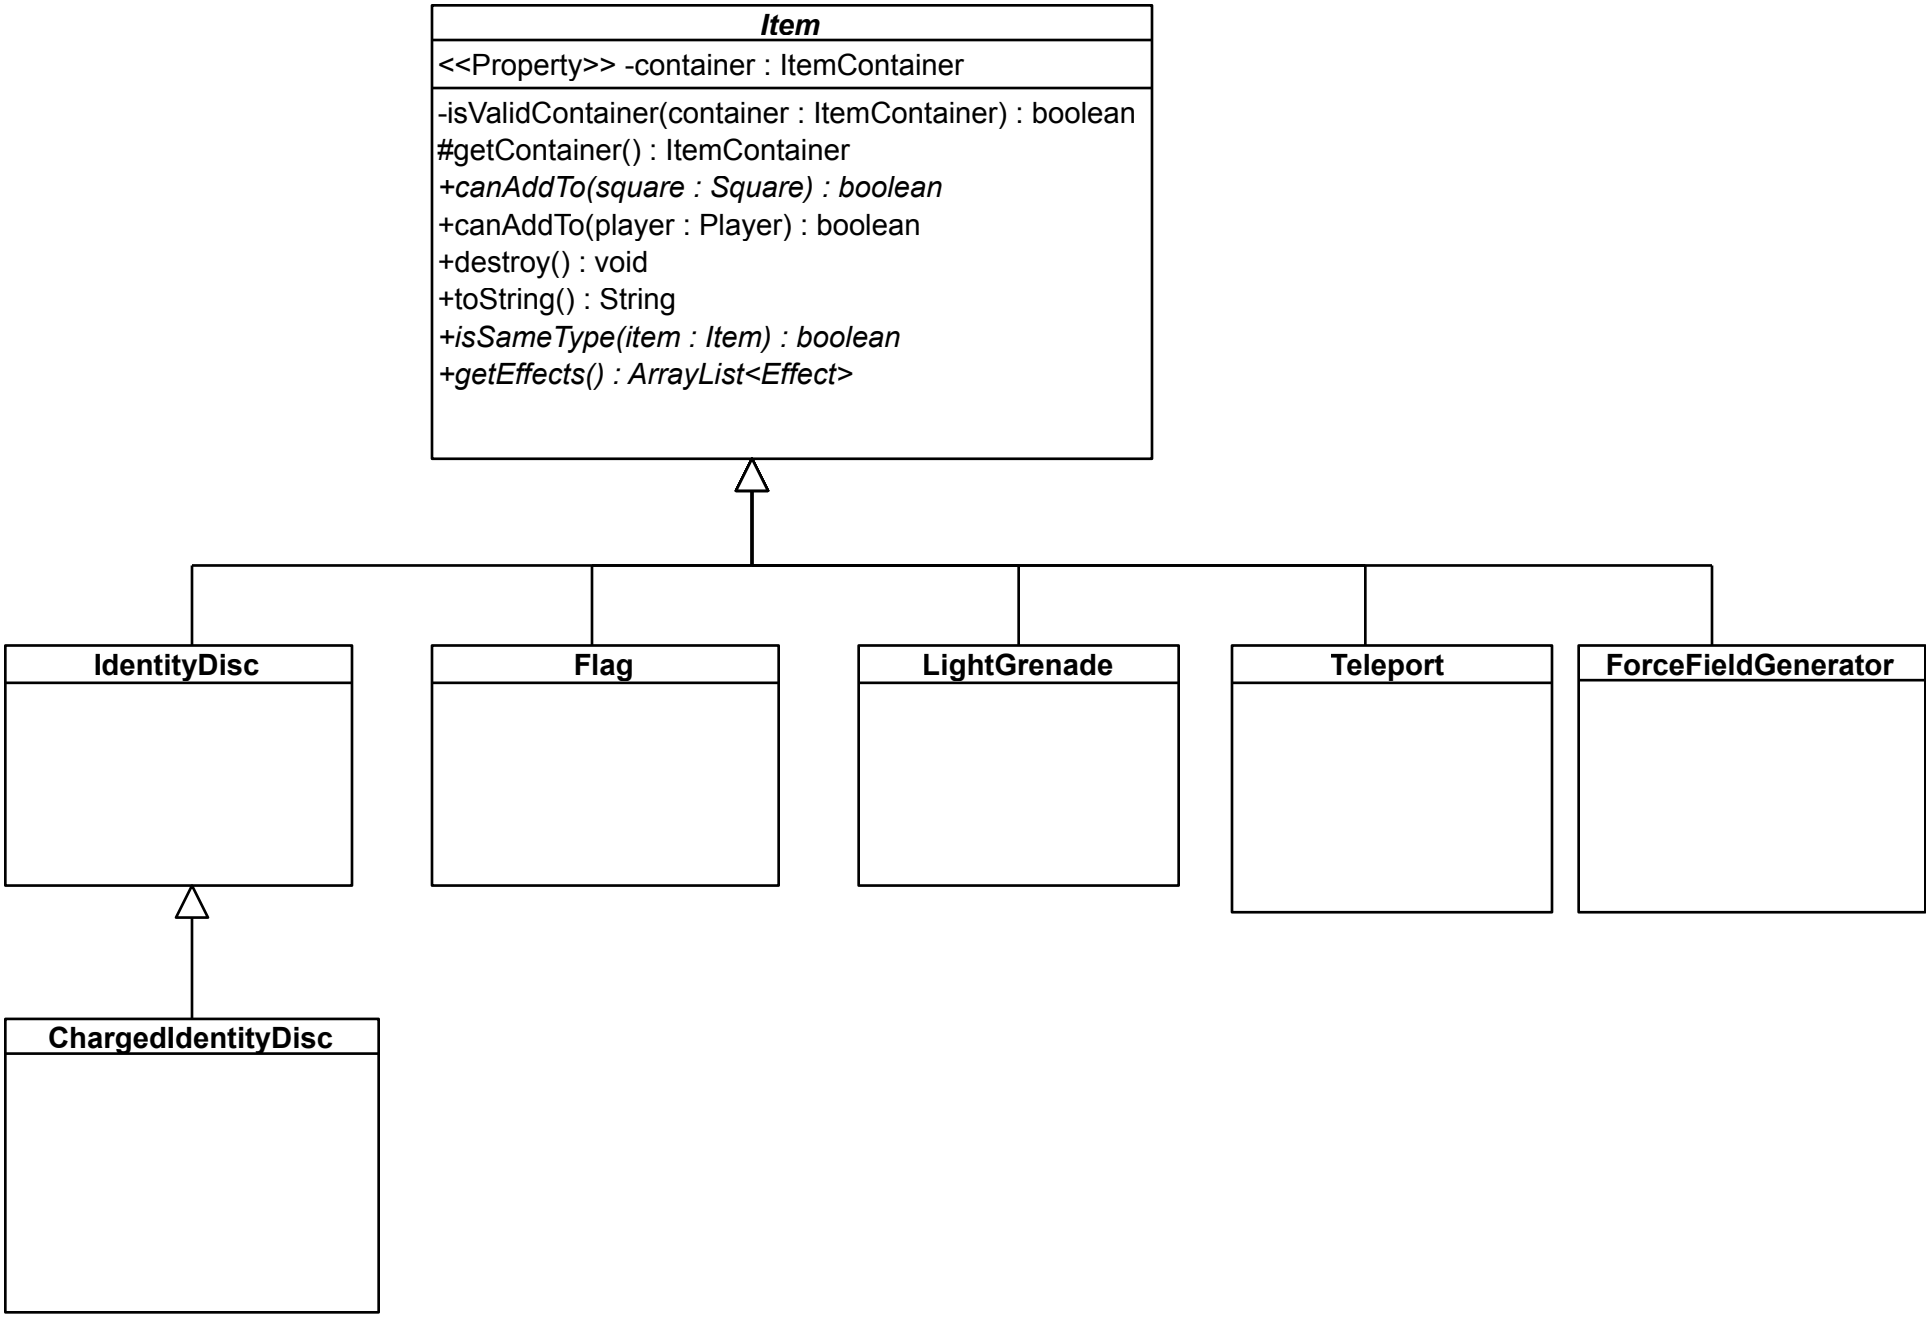 Item
<<Property>> -container : ItemContainer
-isValidContainer(container : ItemContainer) : boolean
#getContainer() : ItemContainer
+canAddTo(square : Square) : boolean
+canAddTo(player : Player) : boolean
+destroy() : void
+toString() : String
+isSameType(item : Item) : boolean
+getEffects() : ArrayList<Effect>
IdentityDisc
Flag
LightGrenade
Teleport
ForceFieldGenerator
ChargedIdentityDisc